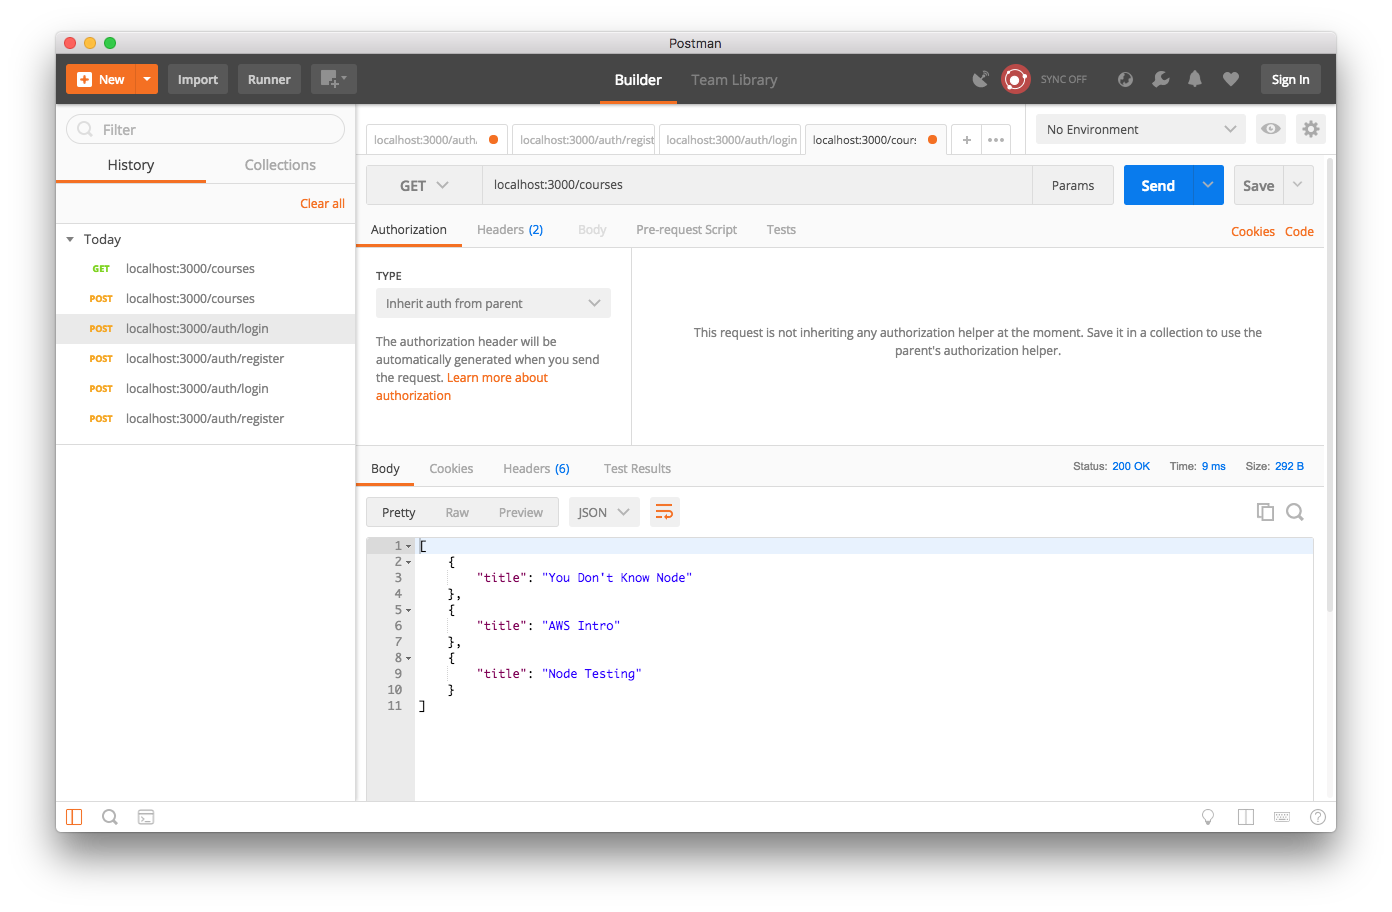 Postman
New
Import
Runner
Builder
Team Library
SYNC OFF
Sign In
Filter
History
Collections
Clear all
Today
GET localhost:3000/courses
POST localhost:3000/courses
POST localhost:3000/auth/login
POST localhost:3000/auth/register
POST localhost:3000/auth/login
POST localhost:3000/auth/register
localhost:3000/auth
localhost:3000/auth/regist
localhost:3000/auth/login
localhost:3000/cour
No Environment
GET
localhost:3000/courses
Params
Send
Save
Authorization
Headers (2)
Body
Pre-request Script
Tests
Cookies
Code
TYPE
Inherit auth from parent
The authorization header will be
automatically generated when you send
the request. Learn more about
authorization
This request is not inheriting any authorization helper at the moment. Save it in a collection to use the
parent's authorization helper.
Body
Cookies
Headers (6)
Test Results
Status: 200 OK
Time: 9 ms
Size: 292 B
Pretty
Raw
Preview
JSON
1 [
2 {
3 "title": "You Don't Know Node"
4 },
5 {
6 "title": "AWS Intro"
7 },
8 {
9 "title": "Node Testing"
10 }
11 ]